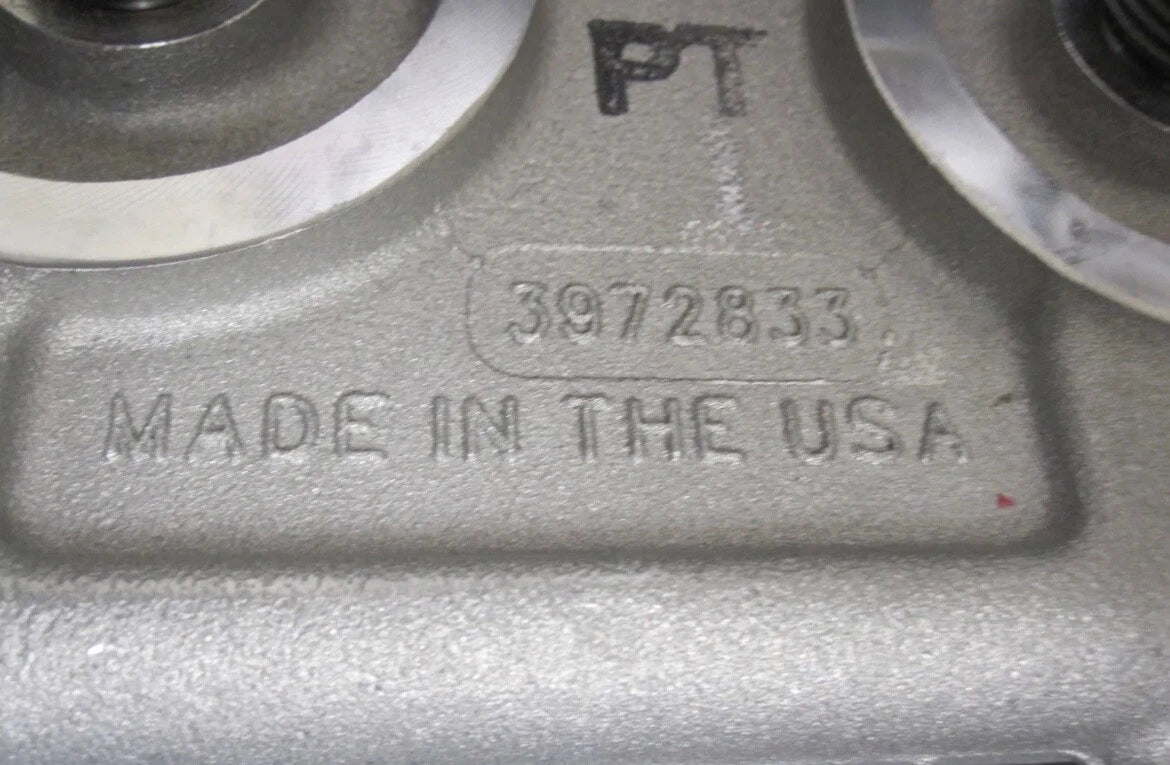 PT
3972833
MADE IN THE USA